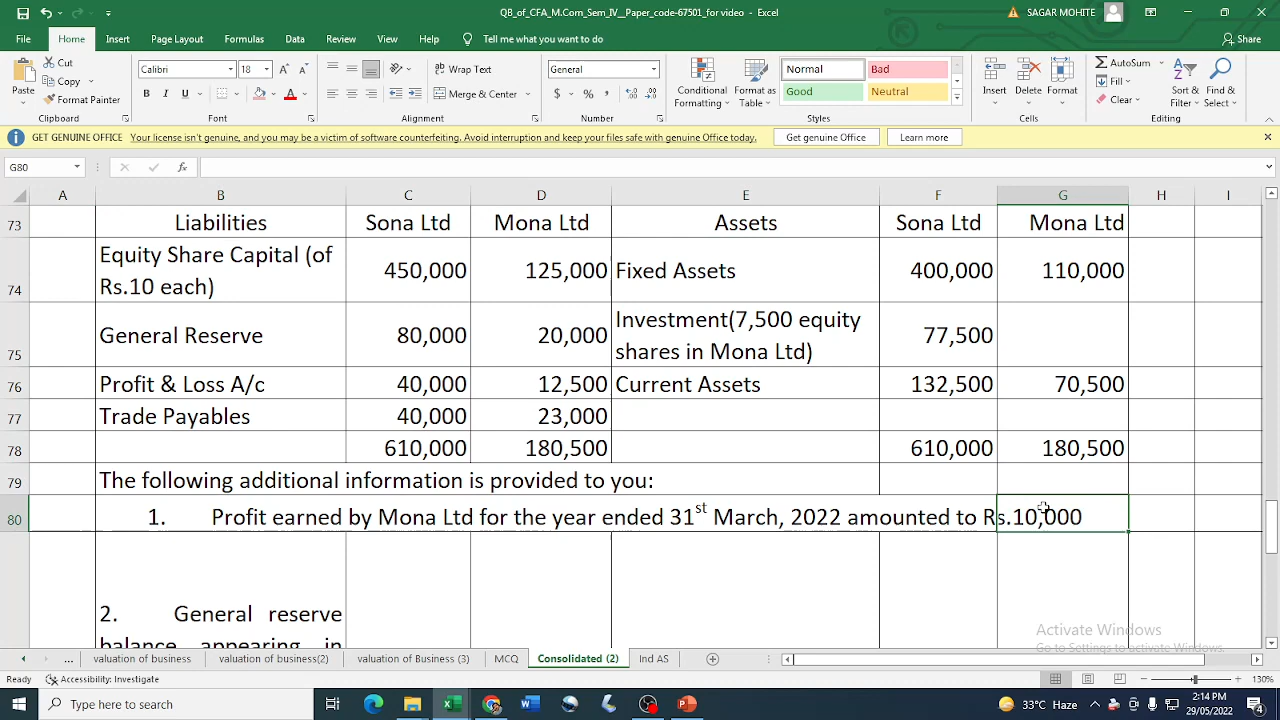 QB_of_CFA_M.Com_Sem_IV_ Paper_code-67501_for video - Excel
SAGAR MOHITE
File Home Insert Page Layout Formulas Data Review View Help Tell me what you want to do Share
Paste Cut Copy Format Painter Clipboard
Calibri 18 B I U Font
Wrap Text Merge & Center Alignment
General $ % , Number
Conditional Formatting Format as Table Normal Bad Good Neutral Styles
Insert Delete Format Cells
AutoSum Fill Clear Sort & Filter Find & Select Editing
GET GENUINE OFFICE Your license isn't genuine, and you may be a victim of software counterfeiting. Avoid interruption and keep your files safe with genuine Office today. Get genuine Office Learn more
G80 fx
A B C D E F G H I
73 Liabilities Sona Ltd Mona Ltd Assets Sona Ltd Mona Ltd
74 Equity Share Capital (of Rs.10 each) 450,000 125,000 Fixed Assets 400,000 110,000
75 General Reserve 80,000 20,000 Investment(7,500 equity shares in Mona Ltd) 77,500
76 Profit & Loss A/c 40,000 12,500 Current Assets 132,500 70,500
77 Trade Payables 40,000 23,000
78 610,000 180,500 610,000 180,500
79 The following additional information is provided to you:
80 1. Profit earned by Mona Ltd for the year ended 31st March, 2022 amounted to Rs.10,000
2. General reserve
balance appearing in
Activate Windows
Go to Settings to activate Windows.
... valuation of business valuation of business(2) valuation of Business (3) MCQ Consolidated (2) Ind AS
Ready Accessibility: Investigate 130%
Type here to search 33°C Haze 2:14 PM
29/05/2022